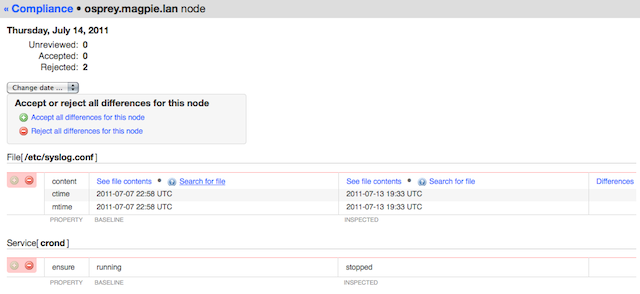 « Compliance • osprey.magpie.lan node
Thursday, July 14, 2011
Unreviewed: 0
Accepted: 0
Rejected: 2
Change date ...
Accept or reject all differences for this node
Accept all differences for this node
Reject all differences for this node
File[ /etc/syslog.conf ]
content See file contents • Search for file See file contents • Search for file Differences
ctime 2011-07-07 22:58 UTC 2011-07-13 19:33 UTC
mtime 2011-07-07 22:58 UTC 2011-07-13 19:33 UTC
PROPERTY BASELINE INSPECTED
Service[ crond ]
ensure running stopped
PROPERTY BASELINE INSPECTED